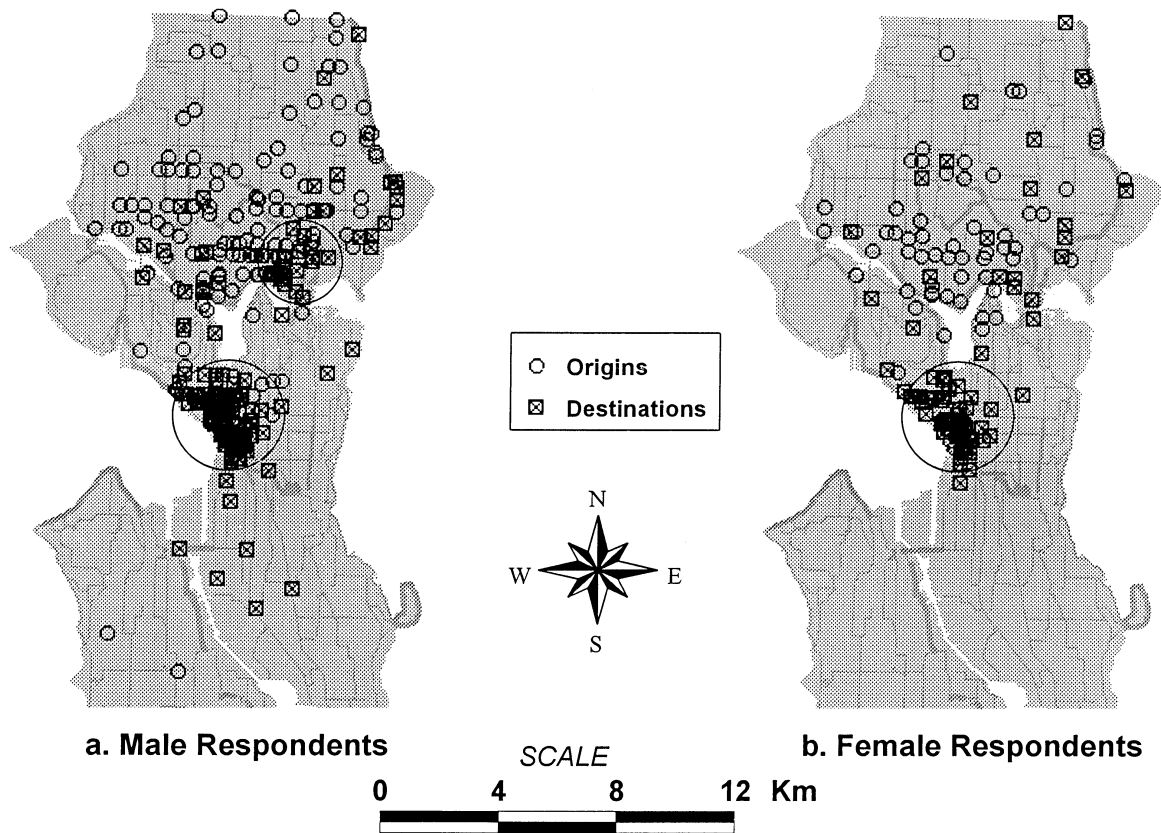 Origins
Destinations
N
W E
S
a. Male Respondents
b. Female Respondents
SCALE
0 4 8 12 Km